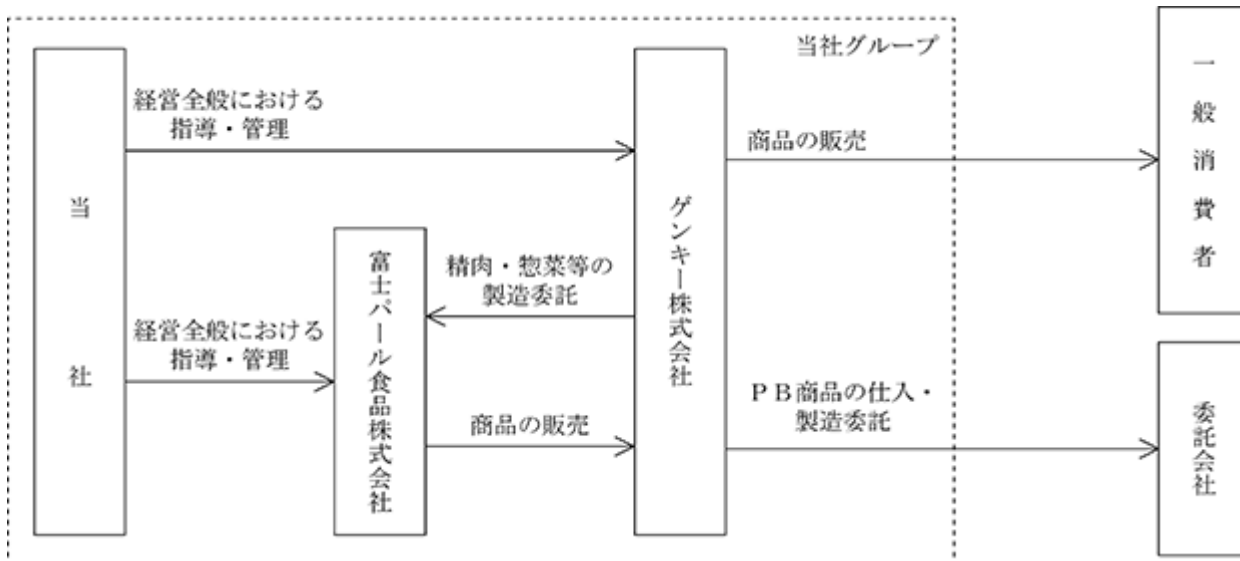 当社グループ
当社
経営全般における
指導・管理
経営全般における
指導・管理
富士パール食品株式会社
精肉・惣菜等の
製造委託
商品の販売
ゲンキー株式会社
商品の販売
ＰＢ商品の仕入・
製造委託
一般消費者
委託会社